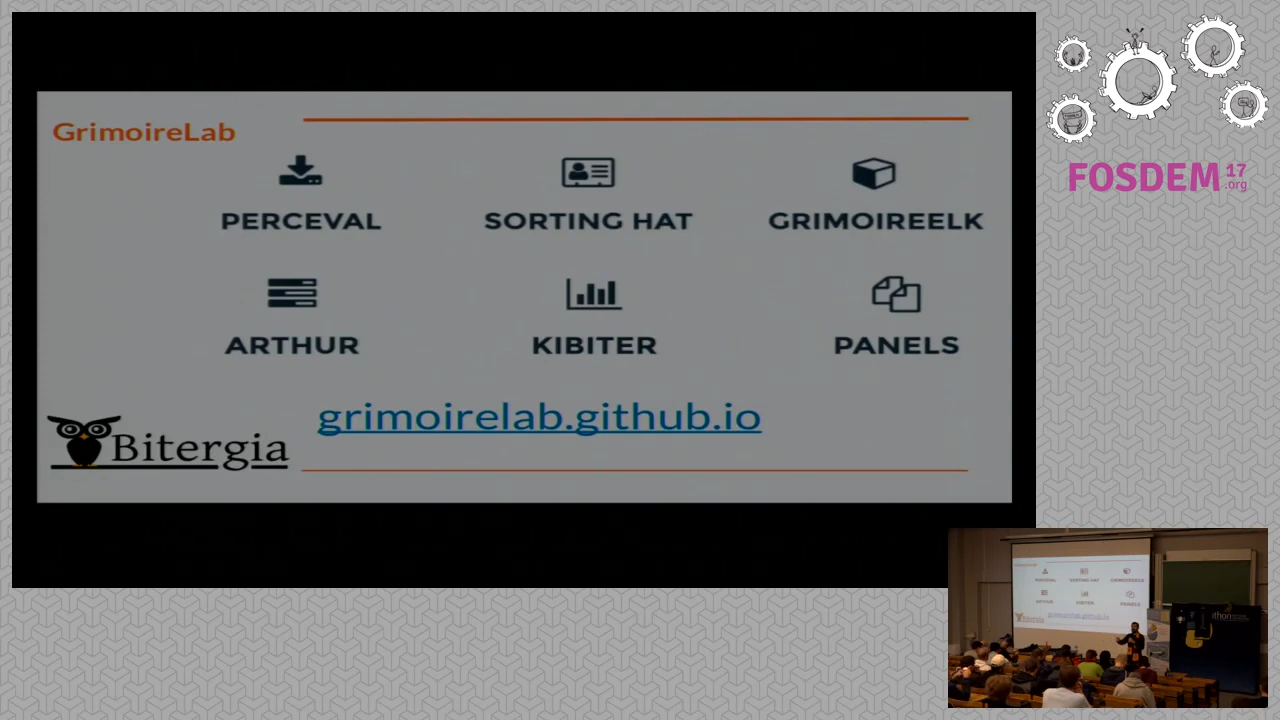 GrimoireLab
PERCEVAL
SORTING HAT
GRIMOIREELK
ARTHUR
KIBITER
PANELS
grimoirelab.github.io
Bitergia
FOSDEM 17
.org